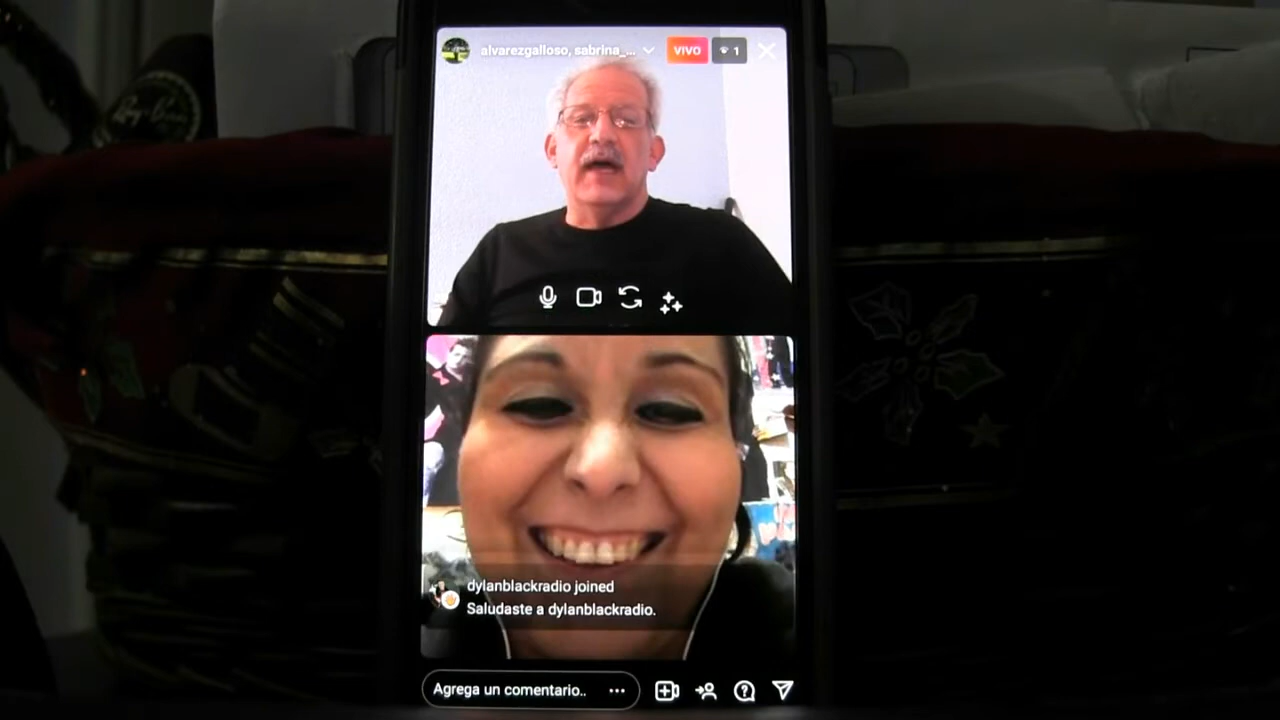 alvarezgalloso, sabrina_...
VIVO
1
dylanblackradio joined
Saludaste a dylanblackradio.
Agrega un comentario..